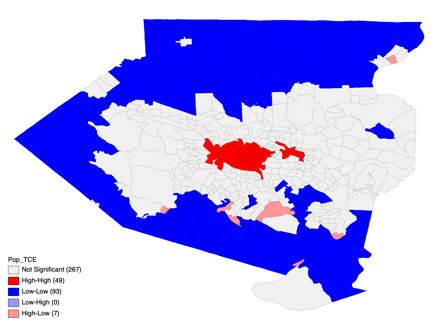 Pop_TCE
Not Significant (267)
High-High (49)
Low-Low (93)
Low-High (0)
High-Low (7)